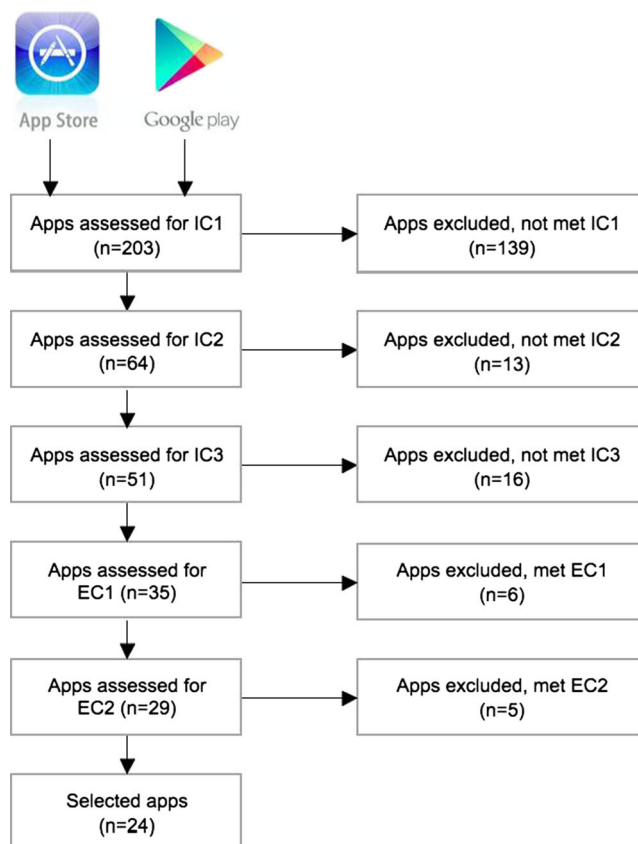 App Store
Google play
Apps assessed for IC1
(n=203)
Apps excluded, not met IC1
(n=139)
Apps assessed for IC2
(n=64)
Apps excluded, not met IC2
(n=13)
Apps assessed for IC3
(n=51)
Apps excluded, not met IC3
(n=16)
Apps assessed for
EC1 (n=35)
Apps excluded, met EC1
(n=6)
Apps assessed for
EC2 (n=29)
Apps excluded, met EC2
(n=5)
Selected apps
(n=24)